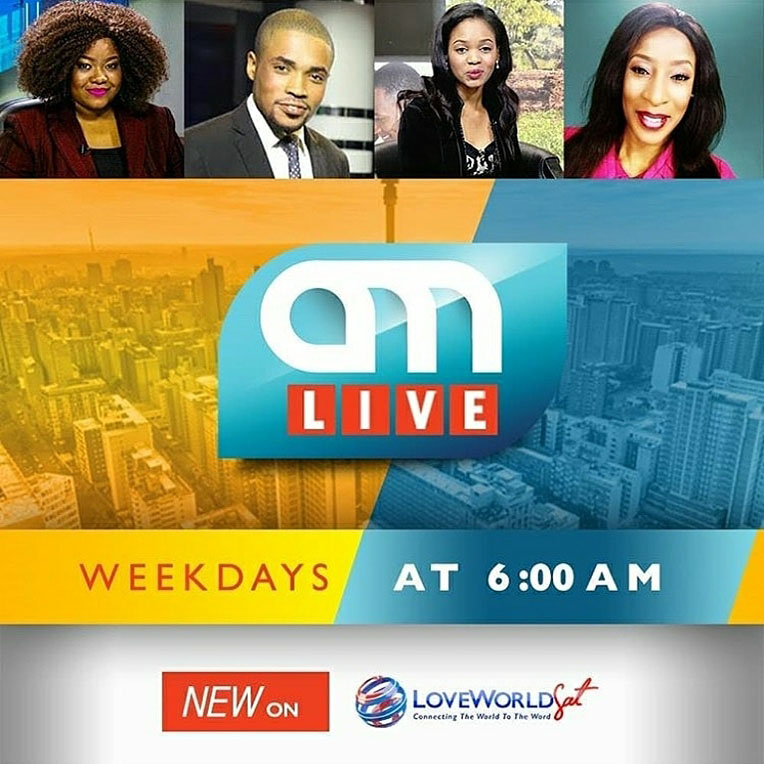 am
LIVE
WEEKDAYS AT 6:00 AM
NEW ON LOVEWORLD Sat
Connecting The World To The Word